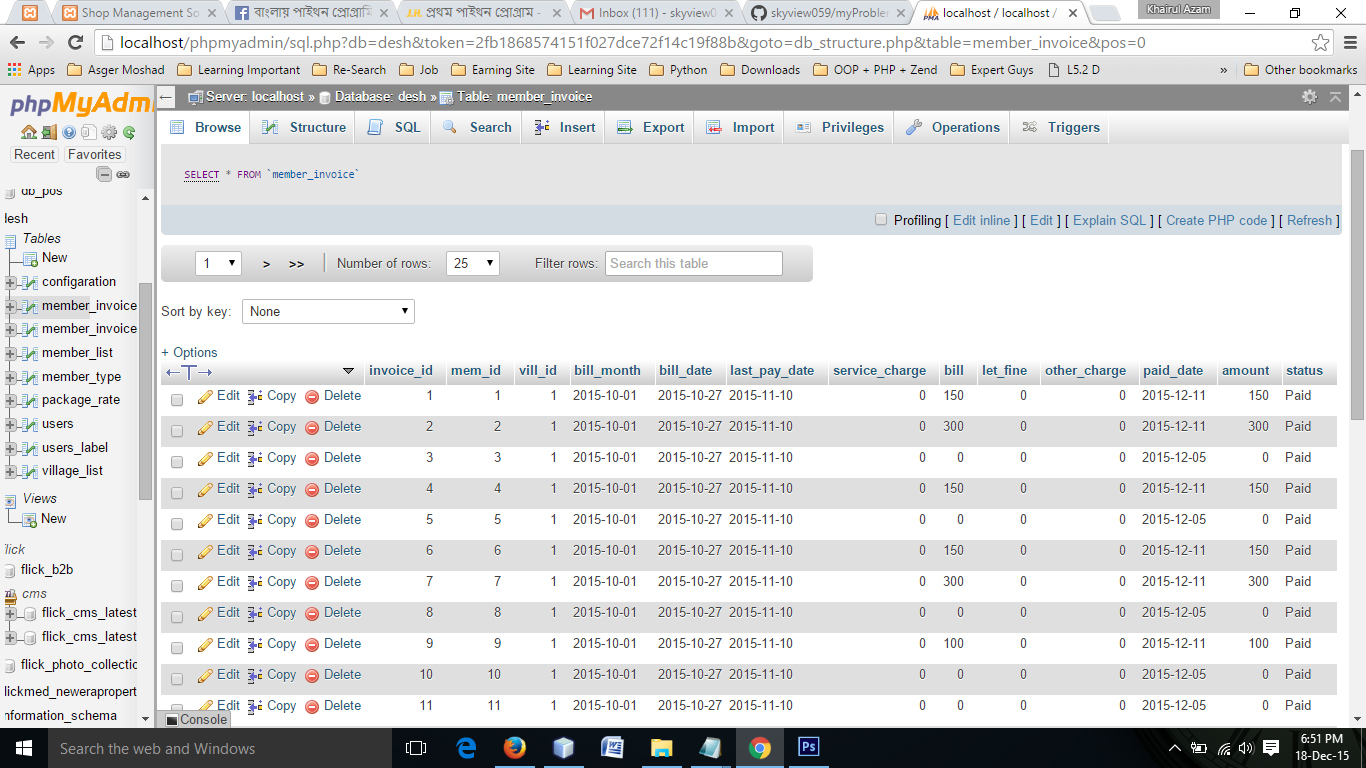 Shop Management So
বাংলায় পাইথন প্রোগ্রামি
J.H. প্রথম পাইথন প্রোগ্রাম -
Inbox (111) - skyview0
skyview059/myProbler
PMA localhost / localhost /
Khairul Azam
localhost/phpmyadmin/sql.php?db=desh&token=2fb1868574151f027dce72f14c19f88b&goto=db_structure.php&table=member_invoice&pos=0
Apps Asger Moshad Learning Important Re-Search Job Earning Site Learning Site Python Downloads OOP + PHP + Zend Expert Guys L5.2 D » Other bookmarks
phpMyAdm
Recent Favorites
db_pos
lesh
Tables
New
configaration
member_invoice
member_invoice
member_list
member_type
package_rate
users
users_label
village_list
Views
New
flick
flick_b2b
cms
flick_cms_latest
flick_cms_latest
flick_photo_collectio
lickmed_newerapropert
nformation_schema
Server: localhost » Database: desh » Table: member_invoice
Browse Structure SQL Search Insert Export Import Privileges Operations Triggers
SELECT * FROM `member_invoice`
Profiling [ Edit inline ] [ Edit ] [ Explain SQL ] [ Create PHP code ] [ Refresh ]
1 > >> Number of rows: 25 Filter rows: Search this table
Sort by key: None
+ Options
←T→ invoice_id mem_id vill_id bill_month bill_date last_pay_date service_charge bill let_fine other_charge paid_date amount status
Edit Copy Delete 1 1 1 2015-10-01 2015-10-27 2015-11-10 0 150 0 0 2015-12-11 150 Paid
Edit Copy Delete 2 2 1 2015-10-01 2015-10-27 2015-11-10 0 300 0 0 2015-12-11 300 Paid
Edit Copy Delete 3 3 1 2015-10-01 2015-10-27 2015-11-10 0 0 0 0 2015-12-05 0 Paid
Edit Copy Delete 4 4 1 2015-10-01 2015-10-27 2015-11-10 0 150 0 0 2015-12-11 150 Paid
Edit Copy Delete 5 5 1 2015-10-01 2015-10-27 2015-11-10 0 0 0 0 2015-12-05 0 Paid
Edit Copy Delete 6 6 1 2015-10-01 2015-10-27 2015-11-10 0 150 0 0 2015-12-11 150 Paid
Edit Copy Delete 7 7 1 2015-10-01 2015-10-27 2015-11-10 0 300 0 0 2015-12-11 300 Paid
Edit Copy Delete 8 8 1 2015-10-01 2015-10-27 2015-11-10 0 0 0 0 2015-12-05 0 Paid
Edit Copy Delete 9 9 1 2015-10-01 2015-10-27 2015-11-10 0 100 0 0 2015-12-11 100 Paid
Edit Copy Delete 10 10 1 2015-10-01 2015-10-27 2015-11-10 0 0 0 0 2015-12-05 0 Paid
Edit Copy Delete 11 11 1 2015-10-01 2015-10-27 2015-11-10 0 0 0 0 2015-12-05 0 Paid
Console
Search the web and Windows
Ps
6:51 PM
18-Dec-15